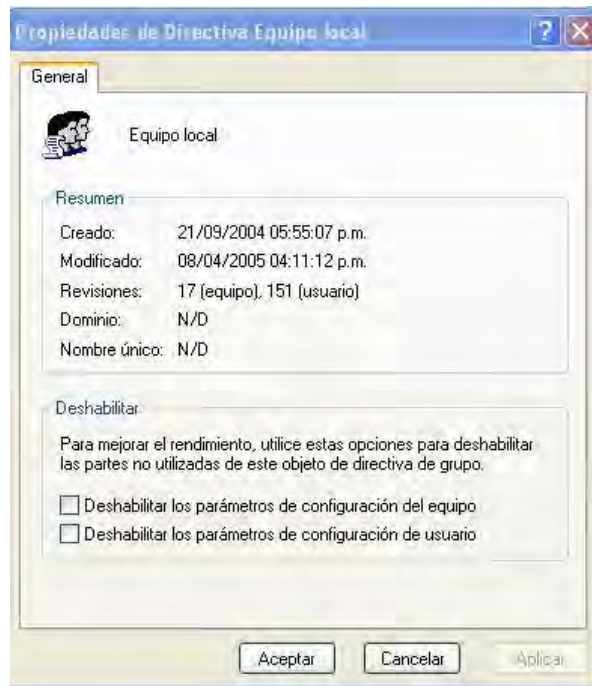 Propiedades de Directiva Equipo local
General
Equipo local
Resumen
Creado: 21/09/2004 05:55:07 p.m.
Modificado: 08/04/2005 04:11:12 p.m.
Revisiones: 17 (equipo), 151 (usuario)
Dominio: N/D
Nombre único: N/D
Deshabilitar
Para mejorar el rendimiento, utilice estas opciones para deshabilitar
las partes no utilizadas de este objeto de directiva de grupo.
Deshabilitar los parámetros de configuración del equipo
Deshabilitar los parámetros de configuración de usuario
Aceptar Cancelar Aplicar